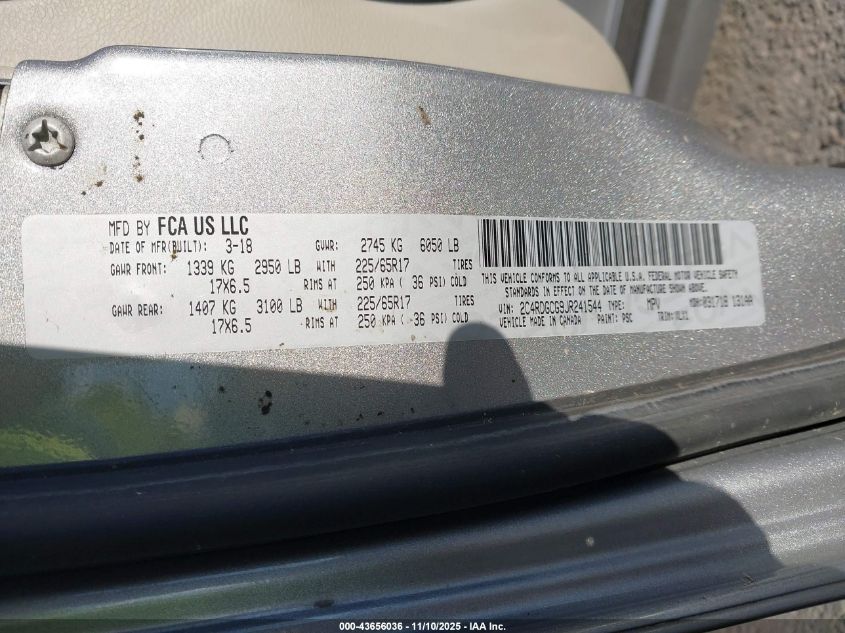 MFD BY FCA US LLC
DATE OF MFR(BUILT): 3-18 GVWR: 2745 KG 6050 LB
GAWR FRONT: 1339 KG 2950 LB WITH 225/65R17 TIRES
17X6.5 RIMS AT 250 KPA ( 36 PSI) COLD
GAWR REAR: 1407 KG 3100 LB WITH 225/65R17 TIRES
17X6.5 RIMS AT 250 KPA ( 36 PSI) COLD
THIS VEHICLE CONFORMS TO ALL APPLICABLE U.S.A. FEDERAL MOTOR VEHICLE SAFETY
STANDARDS IN EFFECT ON THE DATE OF MANUFACTURE SHOWN ABOVE.
VIN: 2C4RDGCG9JR241544 TYPE: MPV MDH: 031718 131AA
VEHICLE MADE IN CANADA PAINT: PSC TRIM:
000-43656036 - 11/10/2025 - IAA Inc.